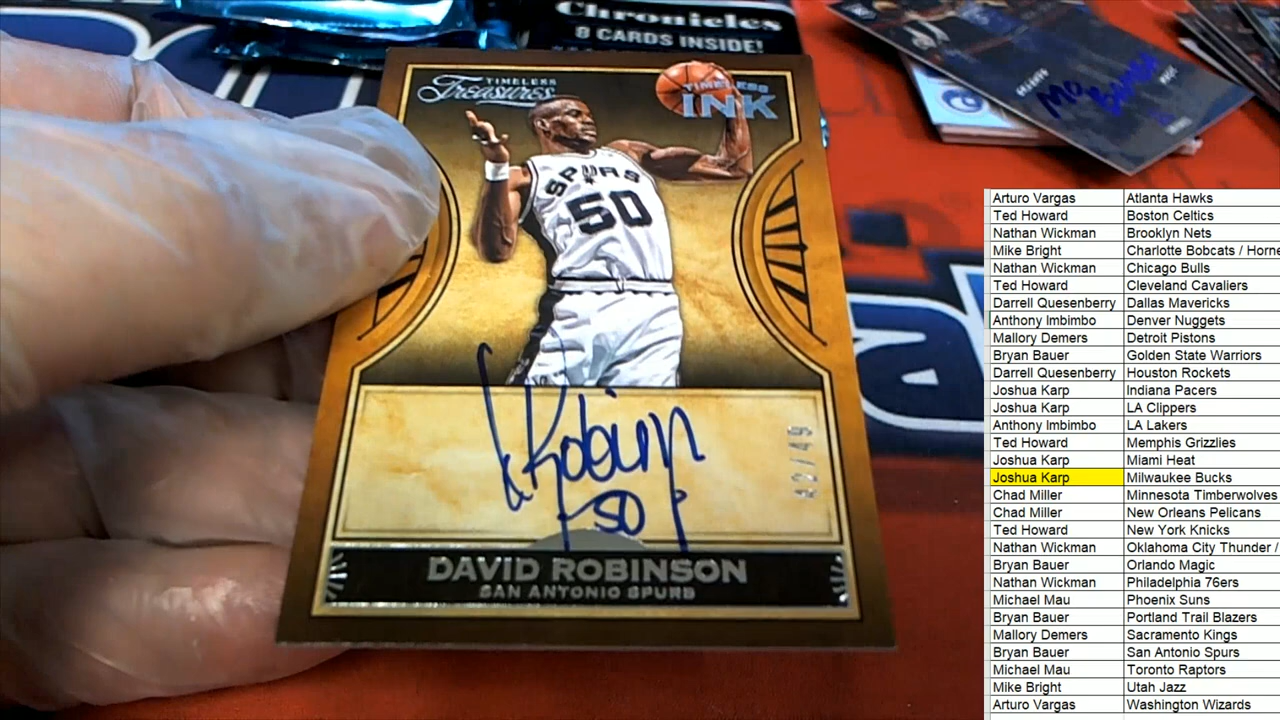 Chronicles
8 CARDS INSIDE!
TIMELESS
Treasures
TIMELESS
INK
SPURS
50
50
42/49
DAVID ROBINSON
SAN ANTONIO SPURS
MO BAMBA
Arturo Vargas Atlanta Hawks
Ted Howard Boston Celtics
Nathan Wickman Brooklyn Nets
Mike Bright Charlotte Bobcats / Horne
Nathan Wickman Chicago Bulls
Ted Howard Cleveland Cavaliers
Darrell Quesenberry Dallas Mavericks
Anthony Imbimbo Denver Nuggets
Mallory Demers Detroit Pistons
Bryan Bauer Golden State Warriors
Darrell Quesenberry Houston Rockets
Joshua Karp Indiana Pacers
Joshua Karp LA Clippers
Anthony Imbimbo LA Lakers
Ted Howard Memphis Grizzlies
Joshua Karp Miami Heat
Joshua Karp Milwaukee Bucks
Chad Miller Minnesota Timberwolves
Chad Miller New Orleans Pelicans
Ted Howard New York Knicks
Nathan Wickman Oklahoma City Thunder /
Bryan Bauer Orlando Magic
Nathan Wickman Philadelphia 76ers
Michael Mau Phoenix Suns
Bryan Bauer Portland Trail Blazers
Mallory Demers Sacramento Kings
Bryan Bauer San Antonio Spurs
Michael Mau Toronto Raptors
Mike Bright Utah Jazz
Arturo Vargas Washington Wizards